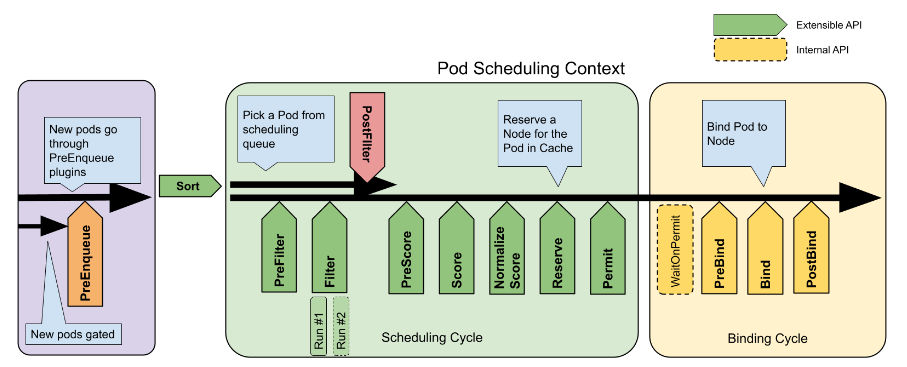 Extensible API
Internal API
Pod Scheduling Context
New pods go
through
PreEnqueue
plugins
PreEnqueue
New pods gated
Sort
Pick a Pod from
scheduling
queue
PostFIlter
Reserve a
Node for the
Pod in Cache
PreFilter
Filter
Run #1
Run #2
PreScore
Score
Normalize
Score
Reserve
Permit
Scheduling Cycle
Bind Pod to
Node
WaitOnPermit
PreBind
Bind
PostBind
Binding Cycle